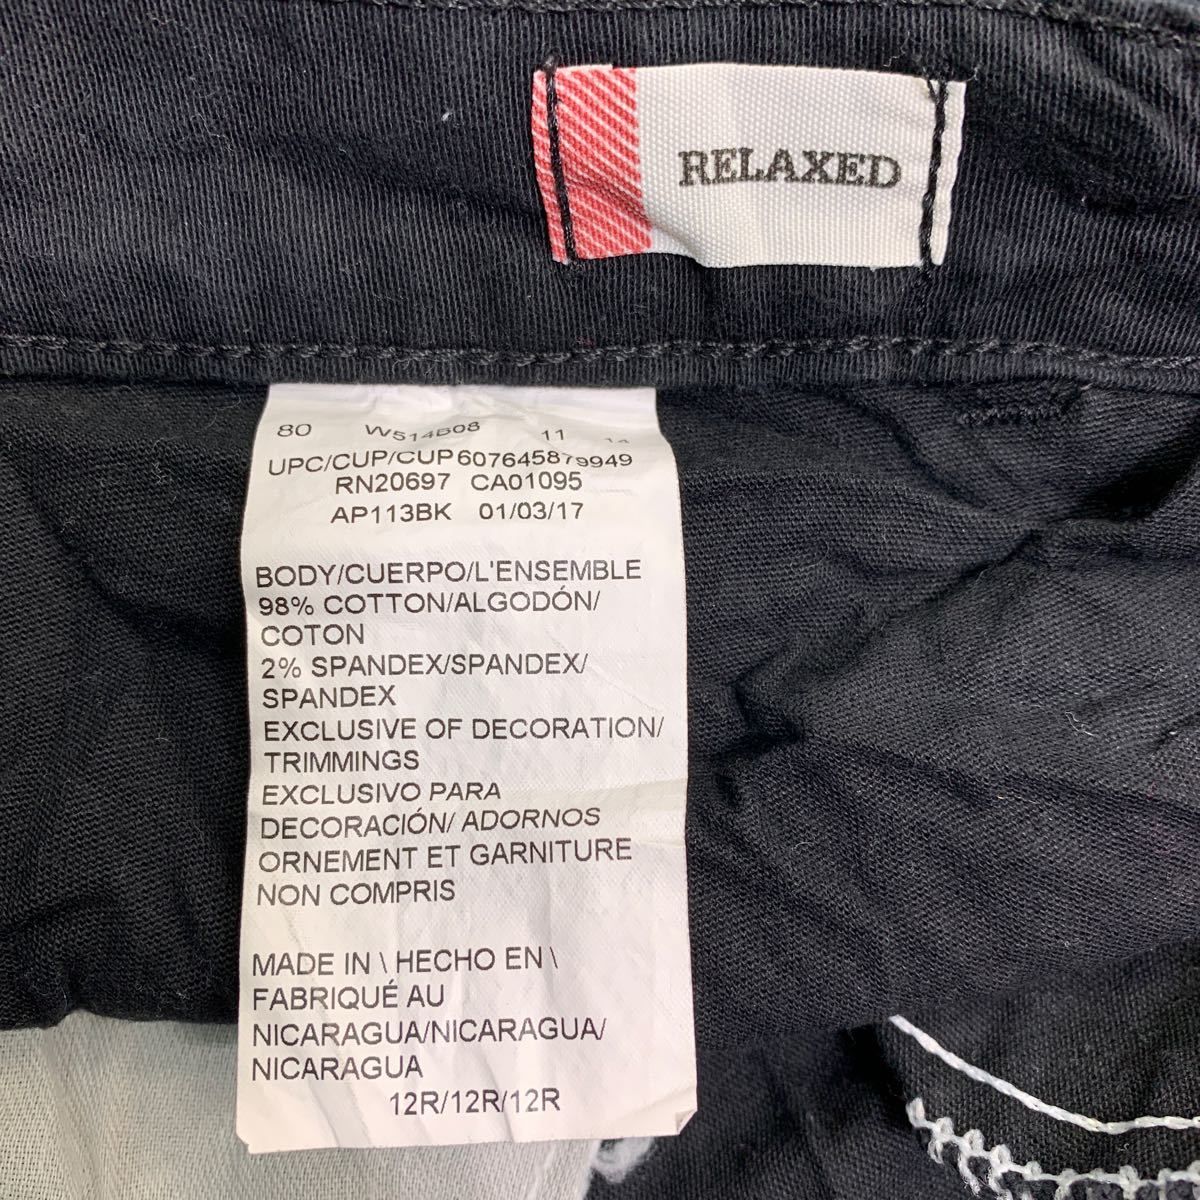 RELAXED
80 W514B08 11 14
UPC/CUP/CUP 607645879949
RN20697 CA01095
AP113BK 01/03/17
BODY/CUERPO/L'ENSEMBLE
98% COTTON/ALGODÓN/
COTON
2% SPANDEX/SPANDEX/
SPANDEX
EXCLUSIVE OF DECORATION/
TRIMMINGS
EXCLUSIVO PARA
DECORACIÓN/ ADORNOS
ORNEMENT ET GARNITURE
NON COMPRIS
MADE IN \ HECHO EN \
FABRIQUÉ AU
NICARAGUA/NICARAGUA/
NICARAGUA
12R/12R/12R